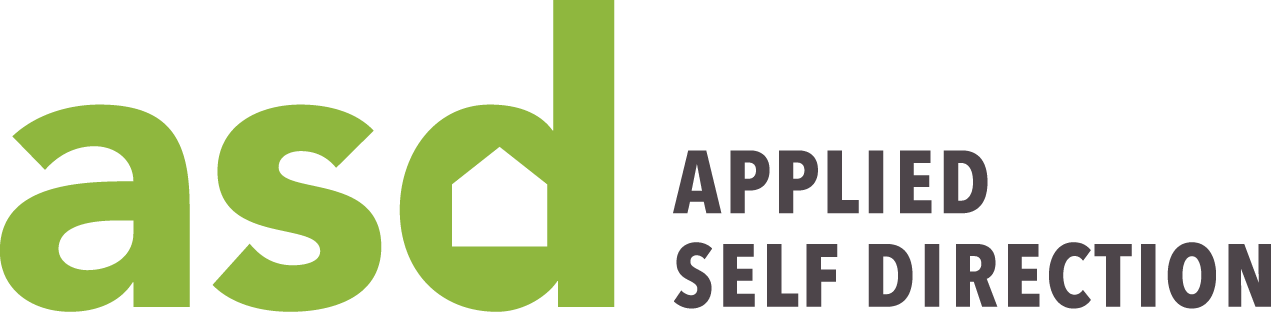 asd
APPLIED
SELF DIRECTION